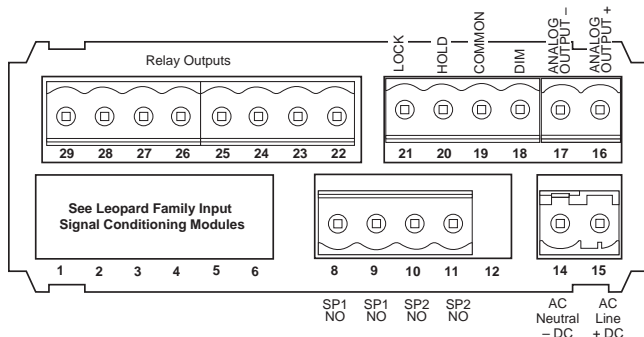 Relay Outputs
LOCK
HOLD
COMMON
DIM
ANALOG
OUTPUT –
ANALOG
OUTPUT +
29 28 27 26 25 24 23 22
21 20 19 18 17 16
See Leopard Family Input
Signal Conditioning Modules
1 2 3 4 5 6
8 9 10 11 12
14 15
SP1
NO
SP1
NO
SP2
NO
SP2
NO
AC
Neutral
– DC
AC
Line
+ DC